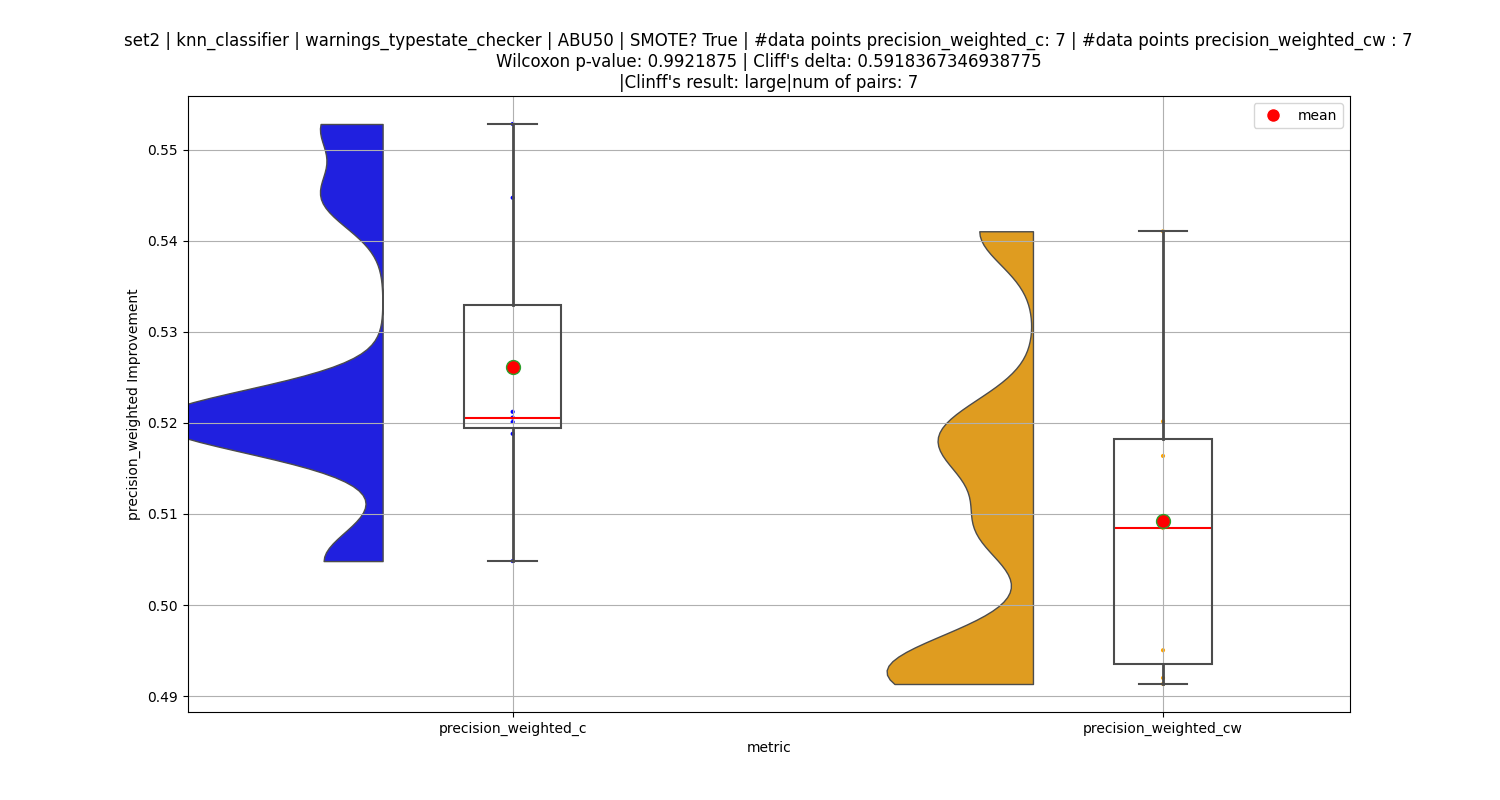 set2 | knn_classifier | warnings_typestate_checker | ABU50 | SMOTE? True | #data points precision_weighted_c: 7 | #data points precision_weighted_cw : 7
Wilcoxon p-value: 0.9921875 | Cliff's delta: 0.5918367346938775
|Clinff's result: large|num of pairs: 7
mean
precision_weighted Improvement
0.55
0.54
0.53
0.52
0.51
0.50
0.49
precision_weighted_c
precision_weighted_cw
metric